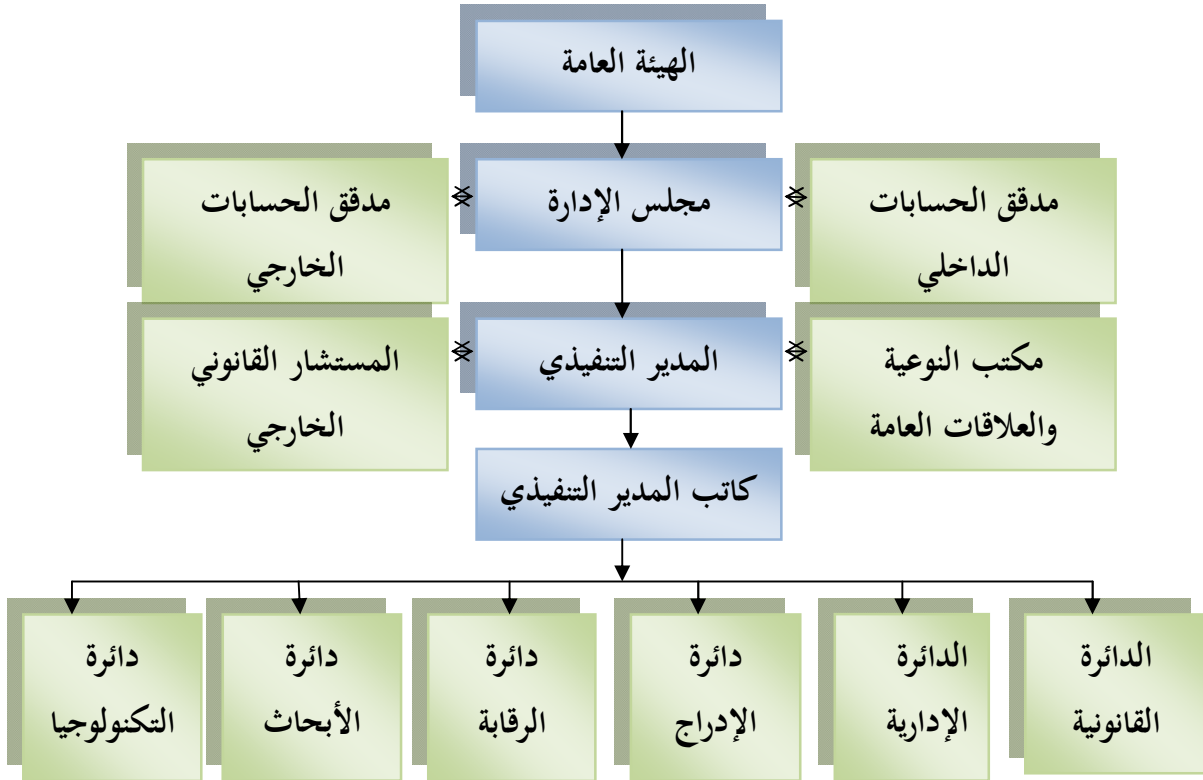 الهيئة العامة
مدقق الحسابات
الداخلي
مجلس الإدارة
مدقق الحسابات
الخارجي
مكتب النوعية
والعلاقات العامة
المدير التنفيذي
المستشار القانوني
الخارجي
كاتب المدير التنفيذي
الدائرة
القانونية
الدائرة
الإدارية
دائرة
الإدراج
دائرة
الرقابة
دائرة
الأبحاث
دائرة
التكنولوجيا